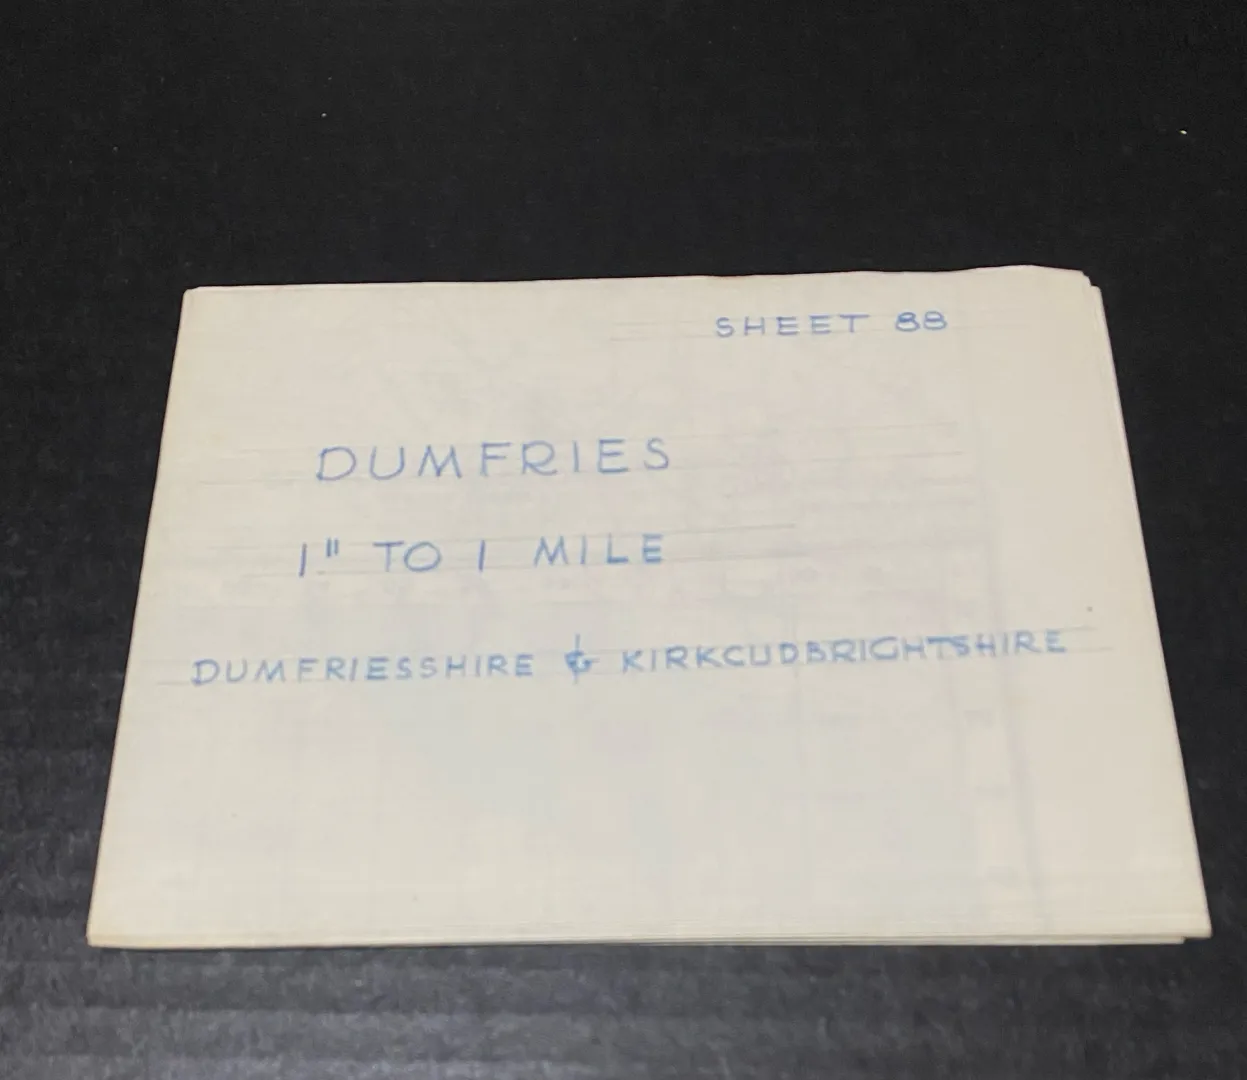 SHEET 88
DUMFRIES
1" TO 1 MILE
DUMFRIESSHIRE & KIRKCUDBRIGHTSHIRE